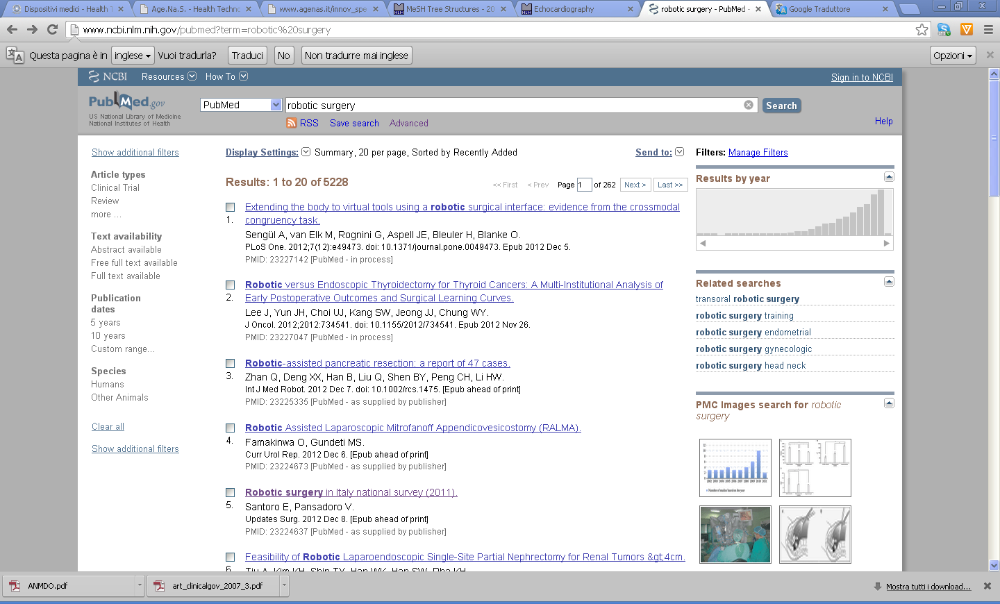 Dispositivi medici - Health T
Age.Na.S. - Health Techno
www.agenas.it/innov_spe
MeSH Tree Structures - 20
Echocardiography
robotic surgery - PubMed -
Google Traduttore
www.ncbi.nlm.nih.gov/pubmed?term=robotic%20surgery
Questa pagina è in inglese Vuoi tradurla? Traduci No Non tradurre mai inglese Opzioni
NCBI Resources How To Sign in to NCBI
PubMed.gov
US National Library of Medicine
National Institutes of Health
PubMed robotic surgery Search
RSS Save search Advanced Help
Show additional filters
Article types
Clinical Trial
Review
more ...
Text availability
Abstract available
Free full text available
Full text available
Publication
dates
5 years
10 years
Custom range...
Species
Humans
Other Animals
Clear all
Show additional filters
Display Settings: Summary, 20 per page, Sorted by Recently Added Send to:
Results: 1 to 20 of 5228
<< First < Prev Page 1 of 262 Next > Last >>
Extending the body to virtual tools using a robotic surgical interface: evidence from the crossmodal
1. congruency task.
Sengül A, van Elk M, Rognini G, Aspell JE, Bleuler H, Blanke O.
PLoS One. 2012;7(12):e49473. doi: 10.1371/journal.pone.0049473. Epub 2012 Dec 5.
PMID: 23227142 [PubMed - in process]
Robotic versus Endoscopic Thyroidectomy for Thyroid Cancers: A Multi-Institutional Analysis of
2. Early Postoperative Outcomes and Surgical Learning Curves.
Lee J, Yun JH, Choi UJ, Kang SW, Jeong JJ, Chung WY.
J Oncol. 2012;2012:734541. doi: 10.1155/2012/734541. Epub 2012 Nov 26.
PMID: 23227047 [PubMed - in process]
Robotic-assisted pancreatic resection: a report of 47 cases.
3. Zhan Q, Deng XX, Han B, Liu Q, Shen BY, Peng CH, Li HW.
Int J Med Robot. 2012 Dec 7. doi: 10.1002/rcs.1475. [Epub ahead of print]
PMID: 23225335 [PubMed - as supplied by publisher]
Robotic Assisted Laparoscopic Mitrofanoff Appendicovesicostomy (RALMA).
4. Famakinwa O, Gundeti MS.
Curr Urol Rep. 2012 Dec 6. [Epub ahead of print]
PMID: 23224673 [PubMed - as supplied by publisher]
Robotic surgery in Italy national survey (2011).
5. Santoro E, Pansadoro V.
Updates Surg. 2012 Dec 8. [Epub ahead of print]
PMID: 23224637 [PubMed - as supplied by publisher]
Feasibility of Robotic Laparoendoscopic Single-Site Partial Nephrectomy for Renal Tumors &gt;4cm.
6. Tiu A, Kim KH, Shin TY, Han WK, Han SW, Rha KH.
Filters: Manage Filters
Results by year
Related searches
transoral robotic surgery
robotic surgery training
robotic surgery endometrial
robotic surgery gynecologic
robotic surgery head neck
PMC Images search for robotic
surgery
ANMDO.pdf
art_clinicalgov_2007_3.pdf
Mostra tutti i download...